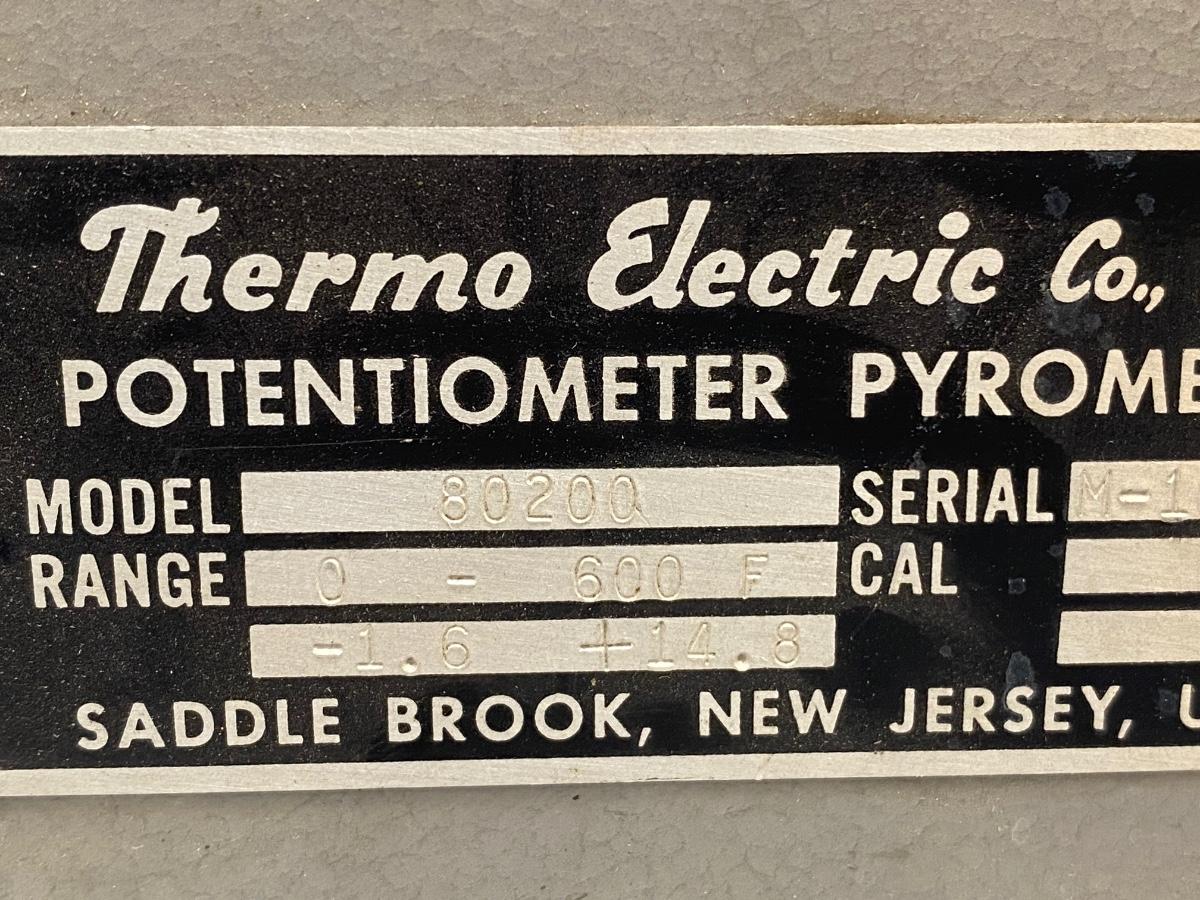 Thermo Electric Co.,
POTENTIOMETER PYROME
MODEL 80200 SERIAL M-1
RANGE 0 - 600 F CAL
-1.6 +14.8
SADDLE BROOK, NEW JERSEY, U